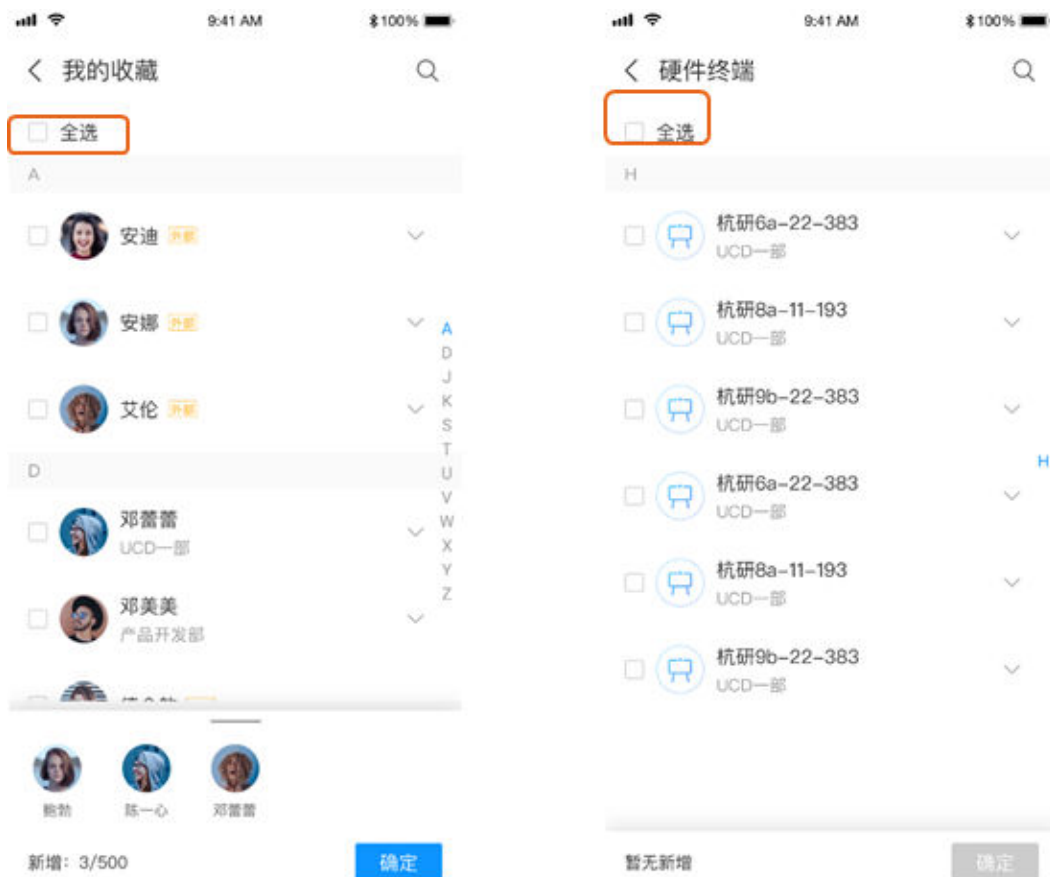 9:41 AM
100%
我的收藏
全选
A
安迪 外部
安娜 外部
艾伦 外部
D
邓蕾蕾
UCD一部
邓美美
产品开发部
A
D
J
K
S
T
U
V
W
X
Y
Z
鲍勃
陈一心
邓蕾蕾
新增：3/500
确定
9:41 AM
100%
硬件终端
全选
H
杭研6a-22-383
UCD一部
杭研8a-11-193
UCD一部
杭研9b-22-383
UCD一部
杭研6a-22-383
UCD一部
杭研8a-11-193
UCD一部
杭研9b-22-383
UCD一部
H
暂无新增
确定